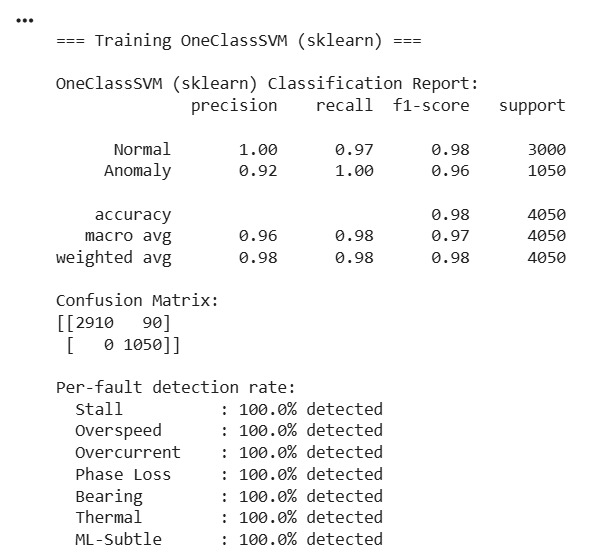 ...
=== Training OneClassSVM (sklearn) ===
OneClassSVM (sklearn) Classification Report:
precision recall f1-score support
Normal 1.00 0.97 0.98 3000
Anomaly 0.92 1.00 0.96 1050
accuracy 0.98 4050
macro avg 0.96 0.98 0.97 4050
weighted avg 0.98 0.98 0.98 4050
Confusion Matrix:
[[2910 90]
[ 0 1050]]
Per-fault detection rate:
Stall : 100.0% detected
Overspeed : 100.0% detected
Overcurrent : 100.0% detected
Phase Loss : 100.0% detected
Bearing : 100.0% detected
Thermal : 100.0% detected
ML-Subtle : 100.0% detected